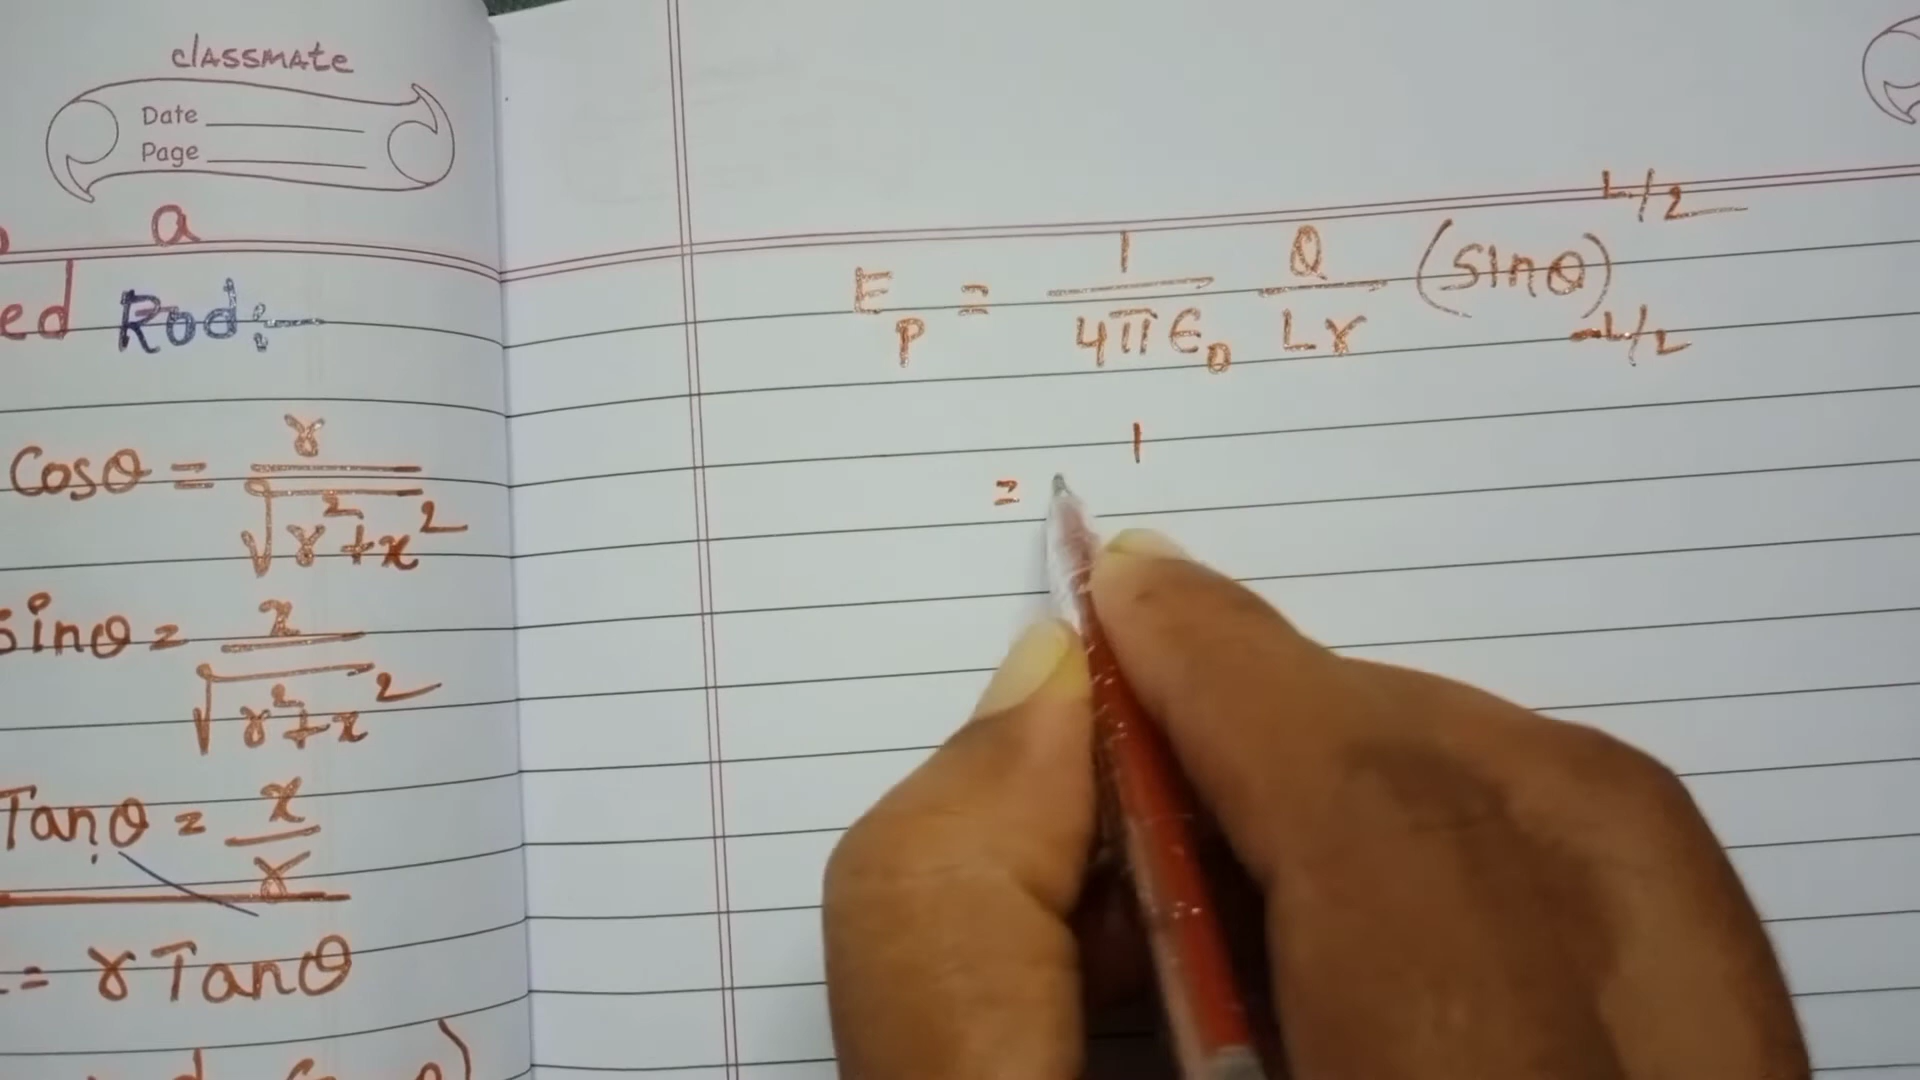 classmate
Date
Page
a
ed Rod:-
Cosθ = r / √r²+x²
Sinθ = x / √r²+x²
Tanθ = x / r
= r Tanθ
E_P = 1 / 4πϵ₀ Q / Lr (Sinθ) L/2 -L/2
= 1